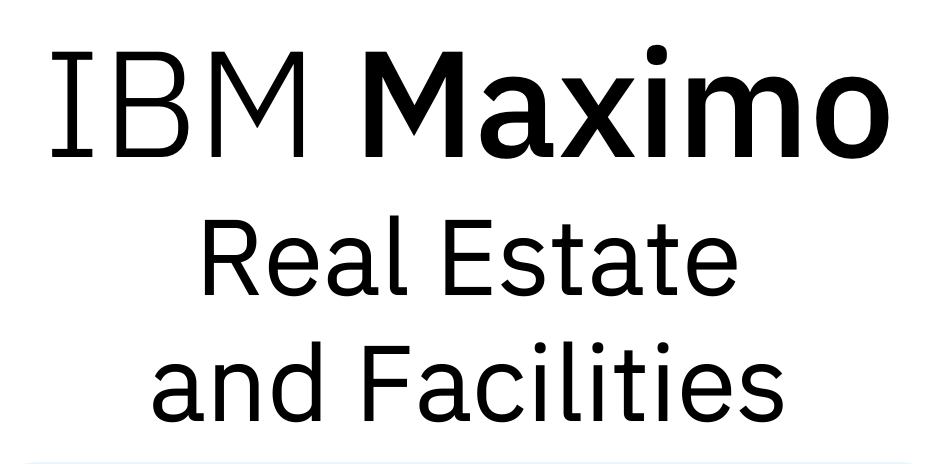 IBM Maximo
Real Estate
and Facilities